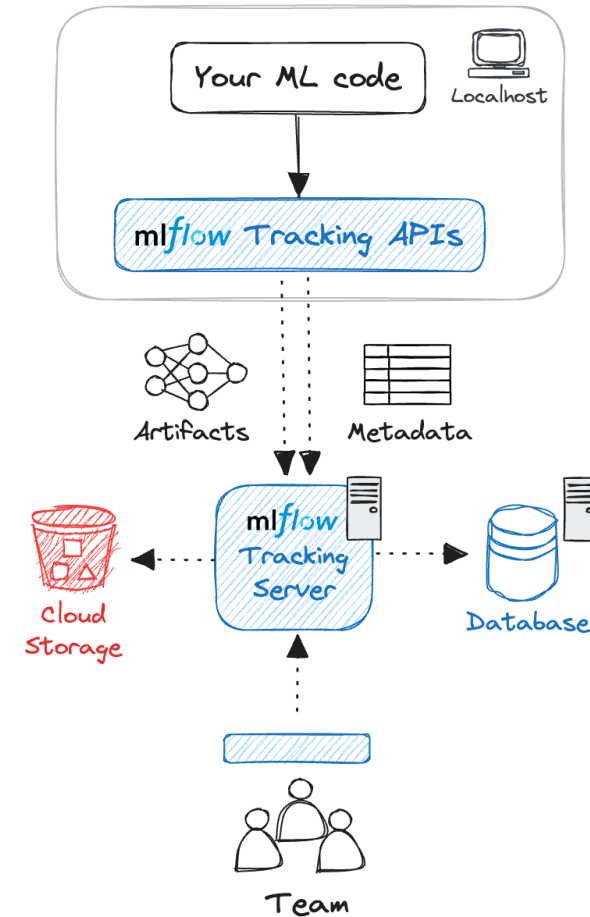 Your ML code
Localhost
mlflow Tracking APIs
Artifacts
Metadata
mlflow
Tracking
Server
Cloud
Storage
Database
Team